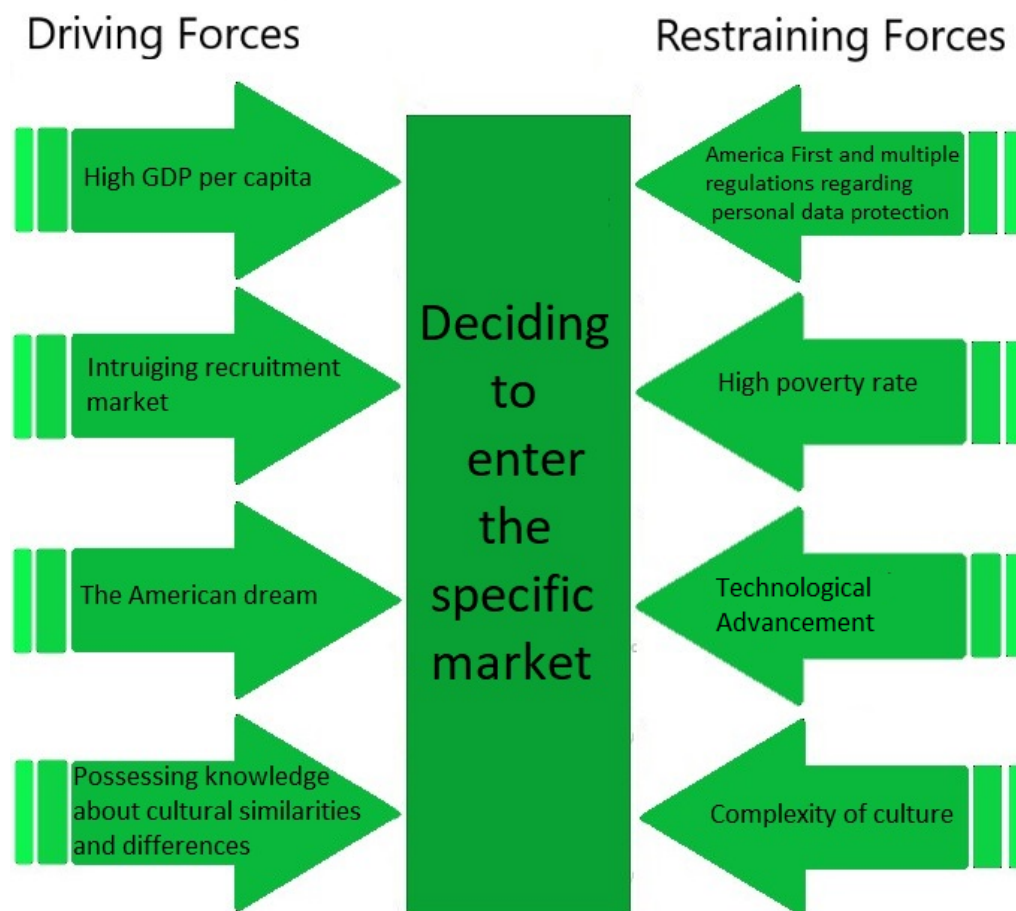 Driving Forces
Restraining Forces
High GDP per capita
Intruiging recruitment
market
The American dream
Possessing knowledge
about cultural similarities
and differences
Deciding
to
enter
the
specific
market
America First and multiple
regulations regarding
personal data protection
High poverty rate
Technological
Advancement
Complexity of culture